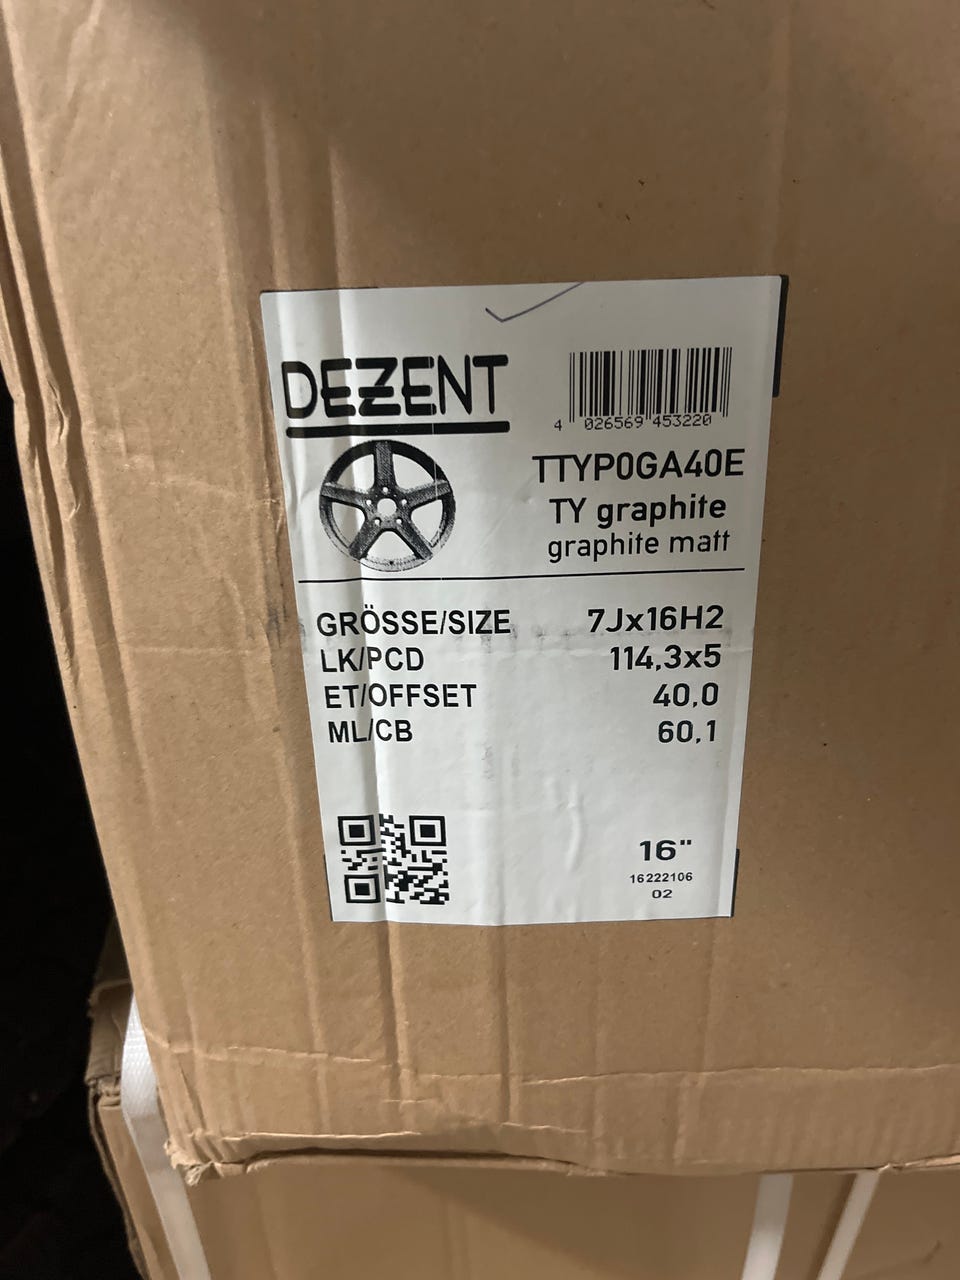 DEZENT
4 026569 453220
TTYP0GA40E
TY graphite
graphite matt
GRÖSSE/SIZE 7Jx16H2
LK/PCD 114,3x5
ET/OFFSET 40,0
ML/CB 60,1
16"
16222106
02